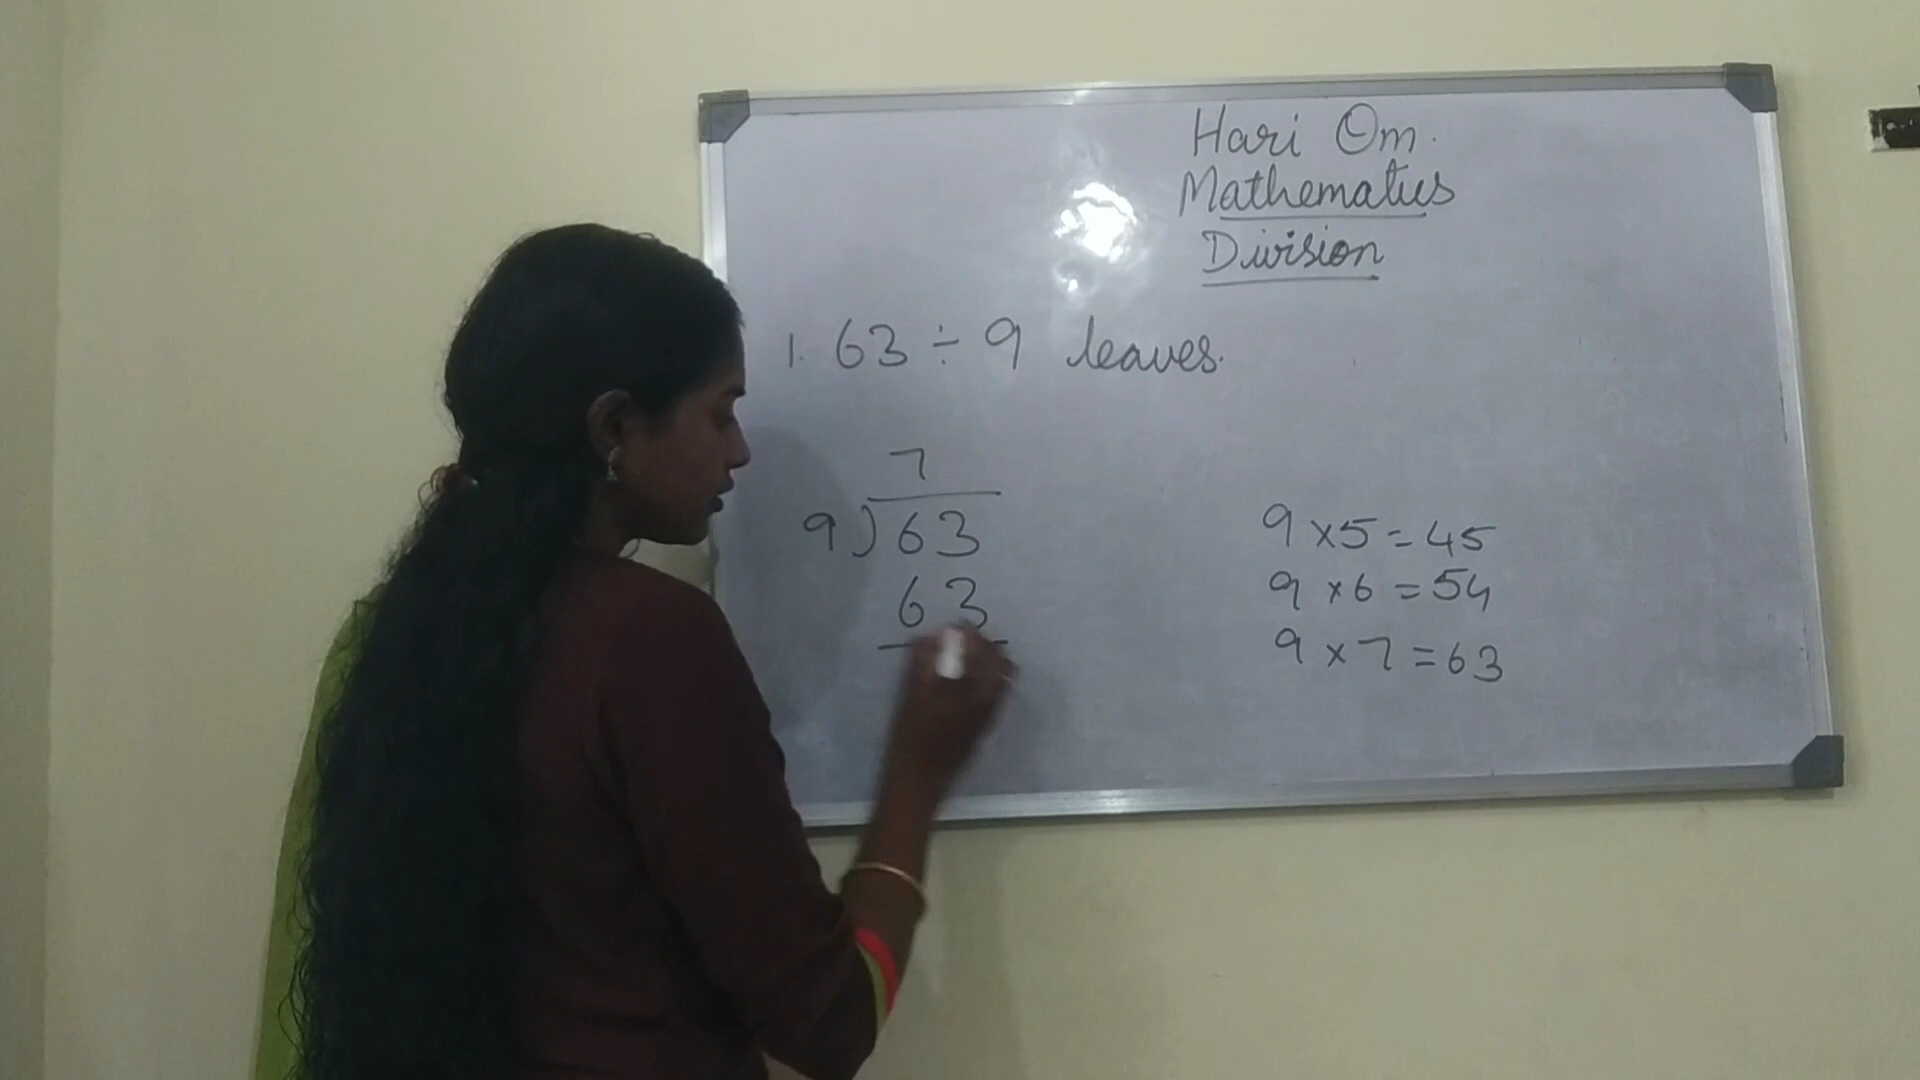 Hari Om.
Mathematics
Division
1. 63 ÷ 9 leaves.
7
9)63
63
9 x 5 = 45
9 x 6 = 54
9 x 7 = 63